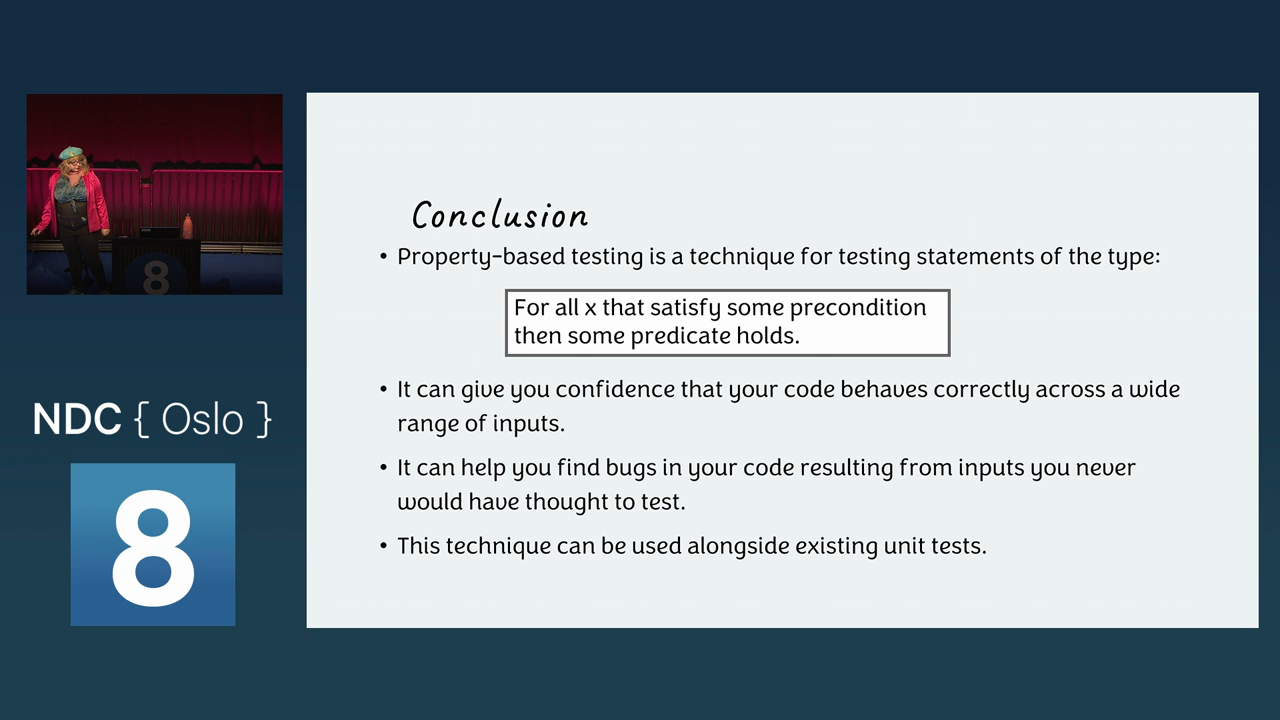 8
NDC { Oslo }
8
Conclusion
• Property-based testing is a technique for testing statements of the type:
For all x that satisfy some precondition
then some predicate holds.
• It can give you confidence that your code behaves correctly across a wide
range of inputs.
• It can help you find bugs in your code resulting from inputs you never
would have thought to test.
• This technique can be used alongside existing unit tests.